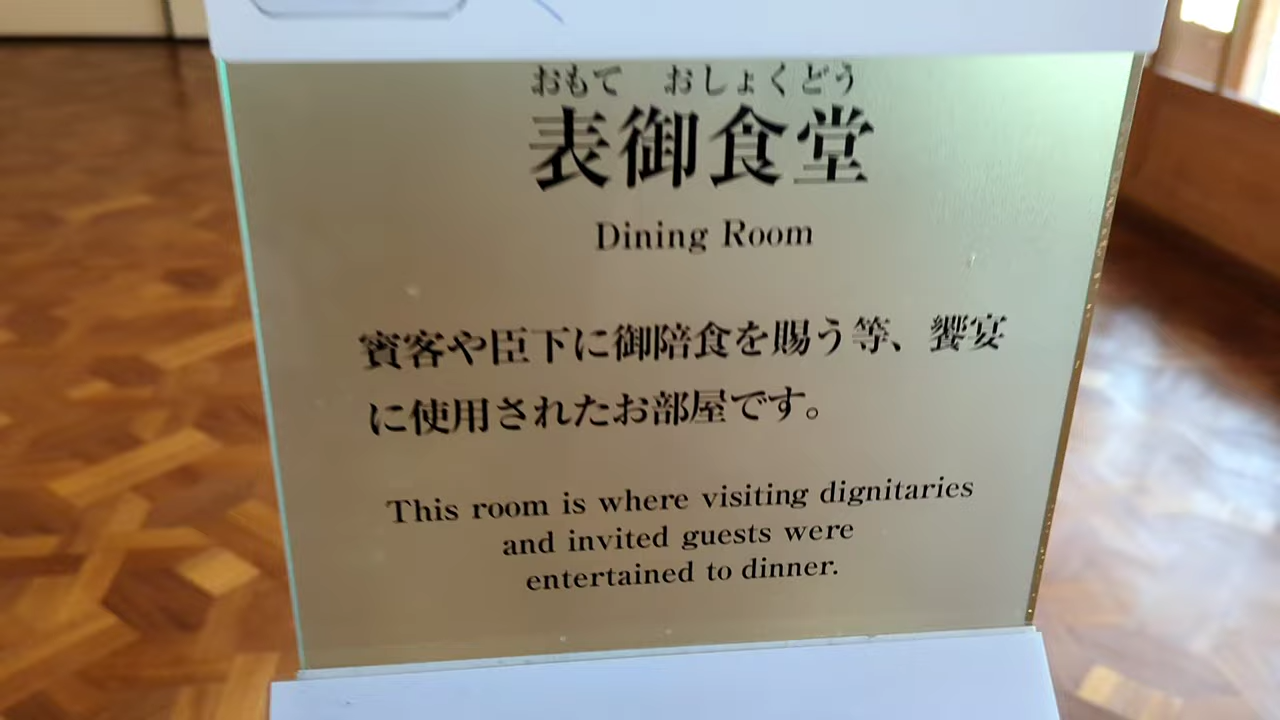 おもて おしょくどう
表御食堂
Dining Room
賓客や臣下に御陪食を賜う等、饗宴
に使用されたお部屋です。
This room is where visiting dignitaries
and invited guests were
entertained to dinner.